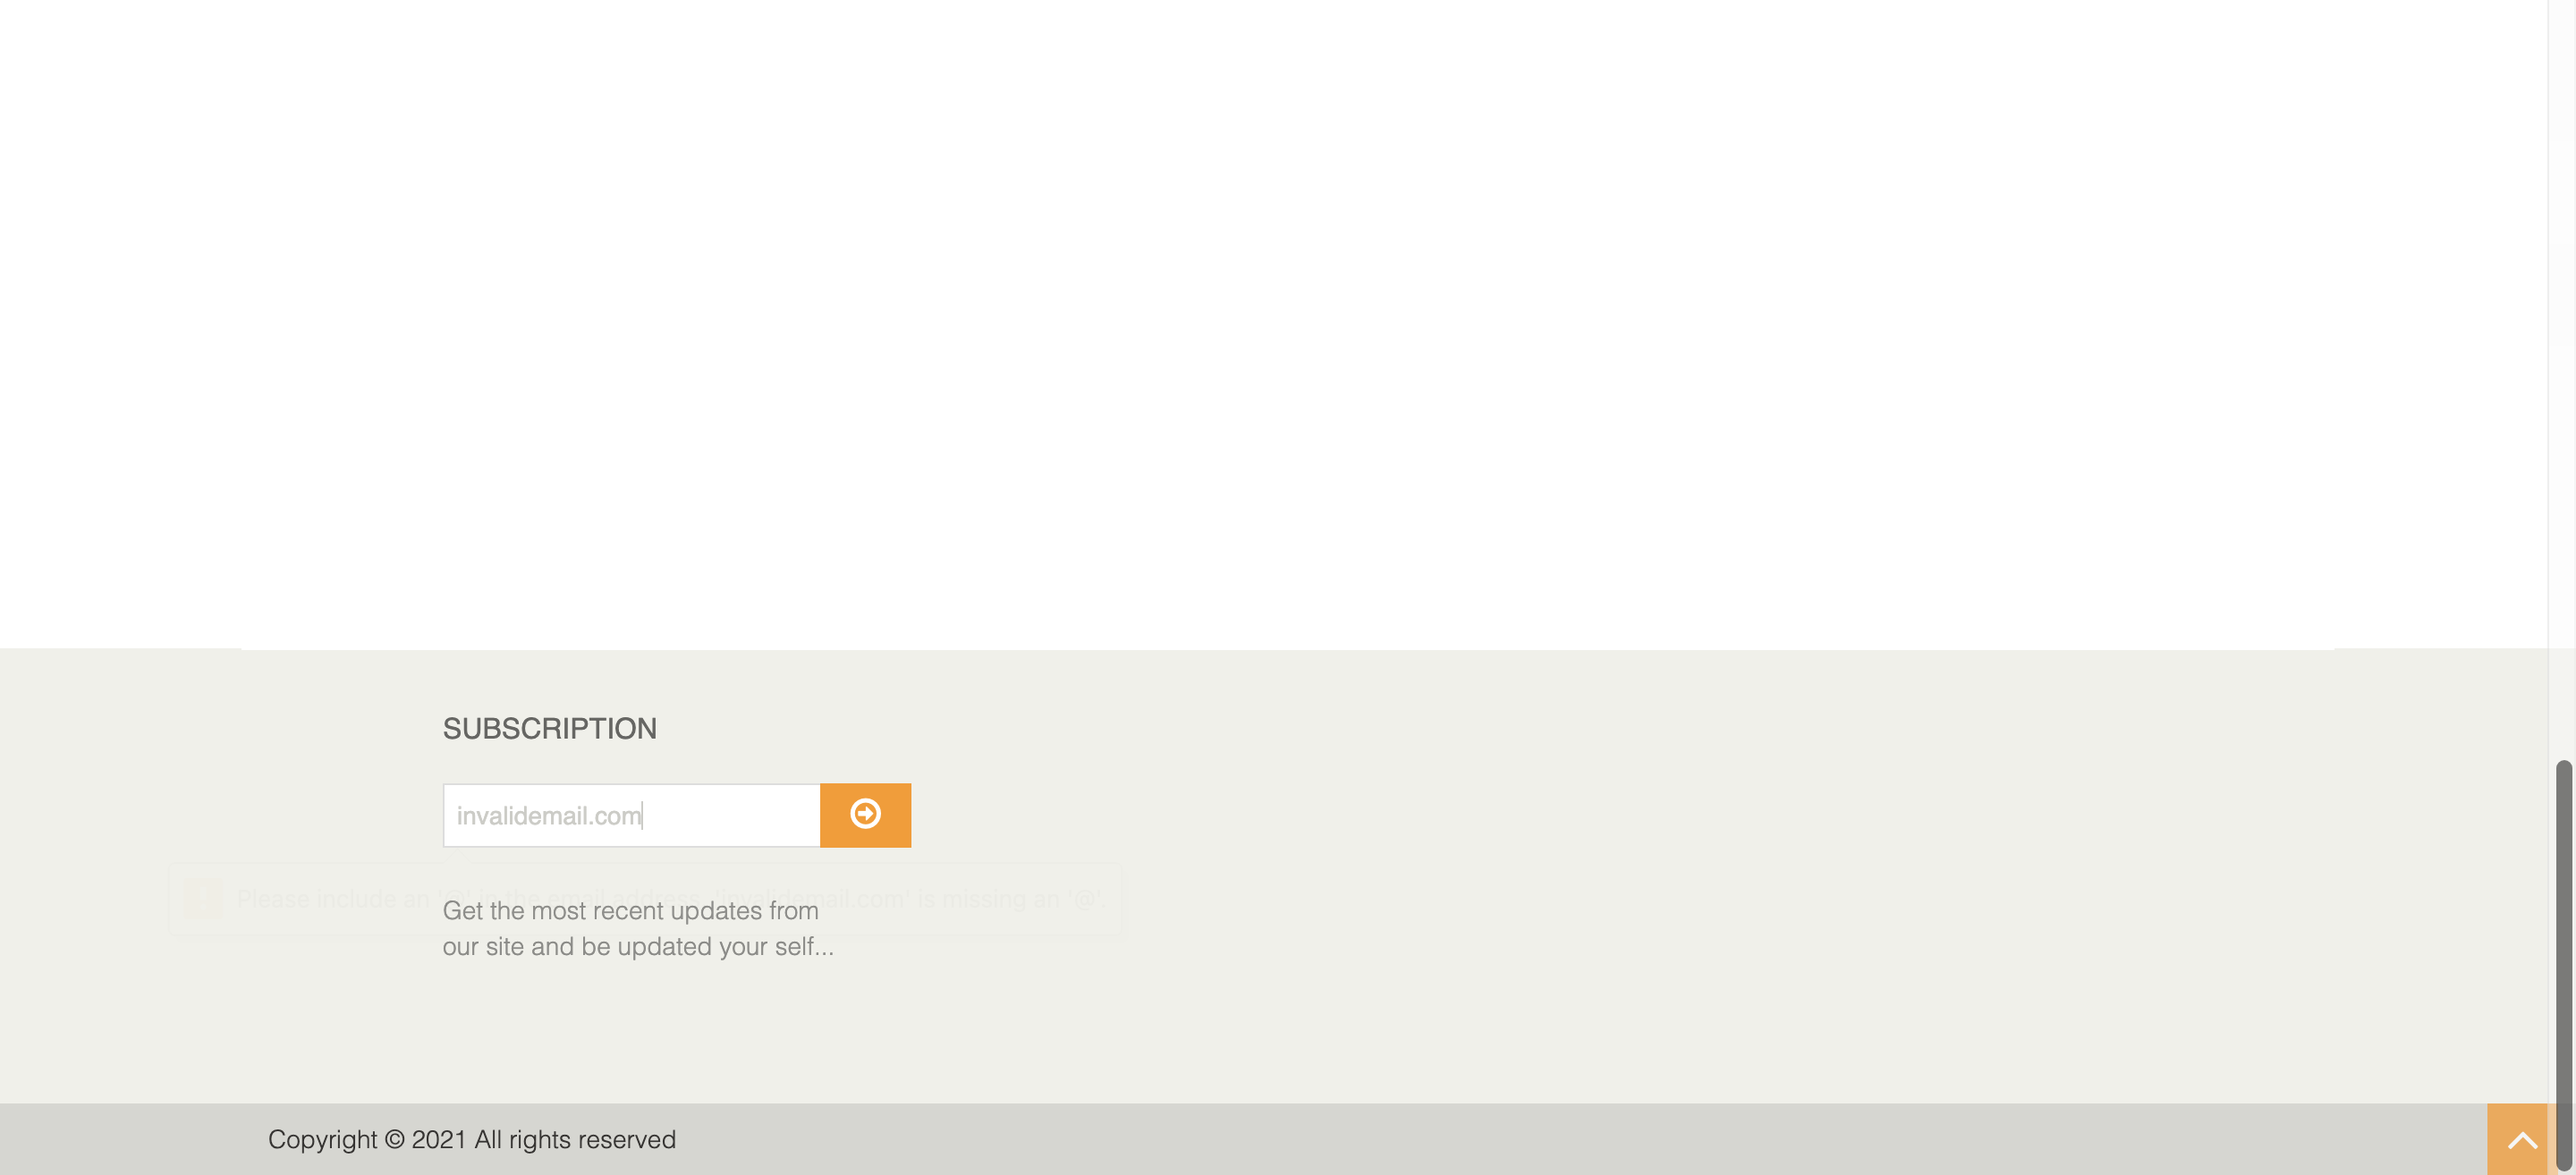 SUBSCRIPTION
invalidemail.com
Please include an '@' in the email address. 'invalidemail.com' is missing an '@'.
Get the most recent updates from
our site and be updated your self...
Copyright © 2021 All rights reserved